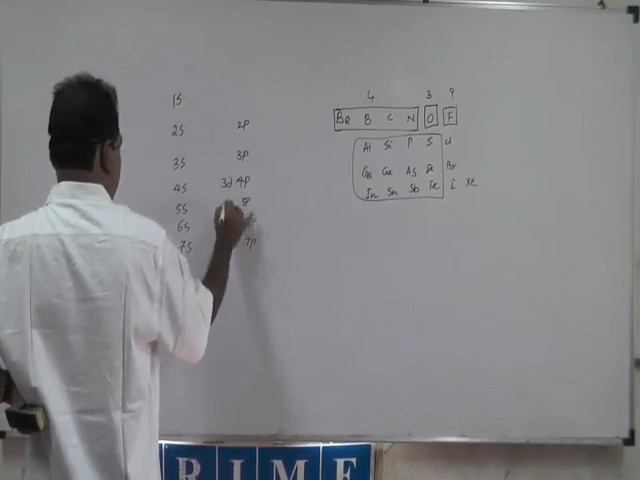 1S
2S 2P
3S 3P
4S 3d 4P
5S 5P
6S
7S 7P
4 3 9
Be B C N O F
Al Si P S Cl
Ga Ge As Se Br
In Sn Sb Te I Xe
PRIME